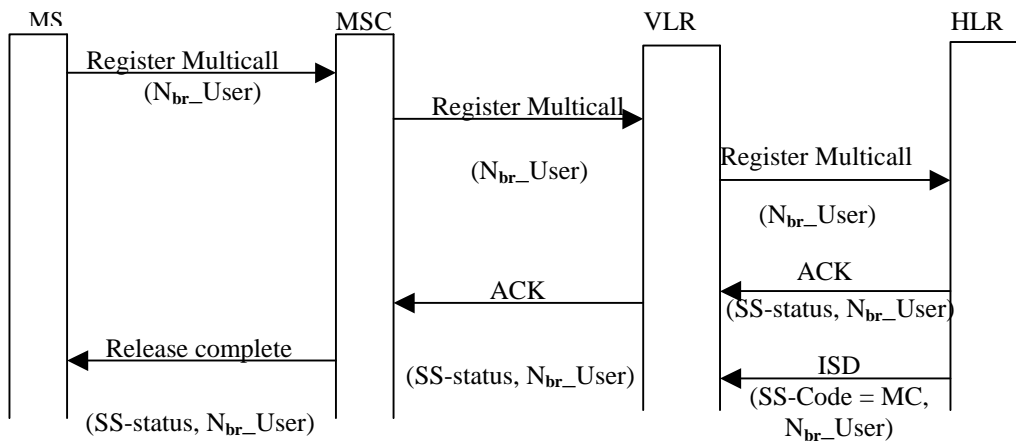 MS
MSC
VLR
HLR
Register Multicall
(Nbr_User)
Register Multicall
(Nbr_User)
Register Multicall
(Nbr_User)
ACK
(SS-status, Nbr_User)
ACK
(SS-status, Nbr_User)
Release complete
(SS-status, Nbr_User)
ISD
(SS-Code = MC,
Nbr_User)